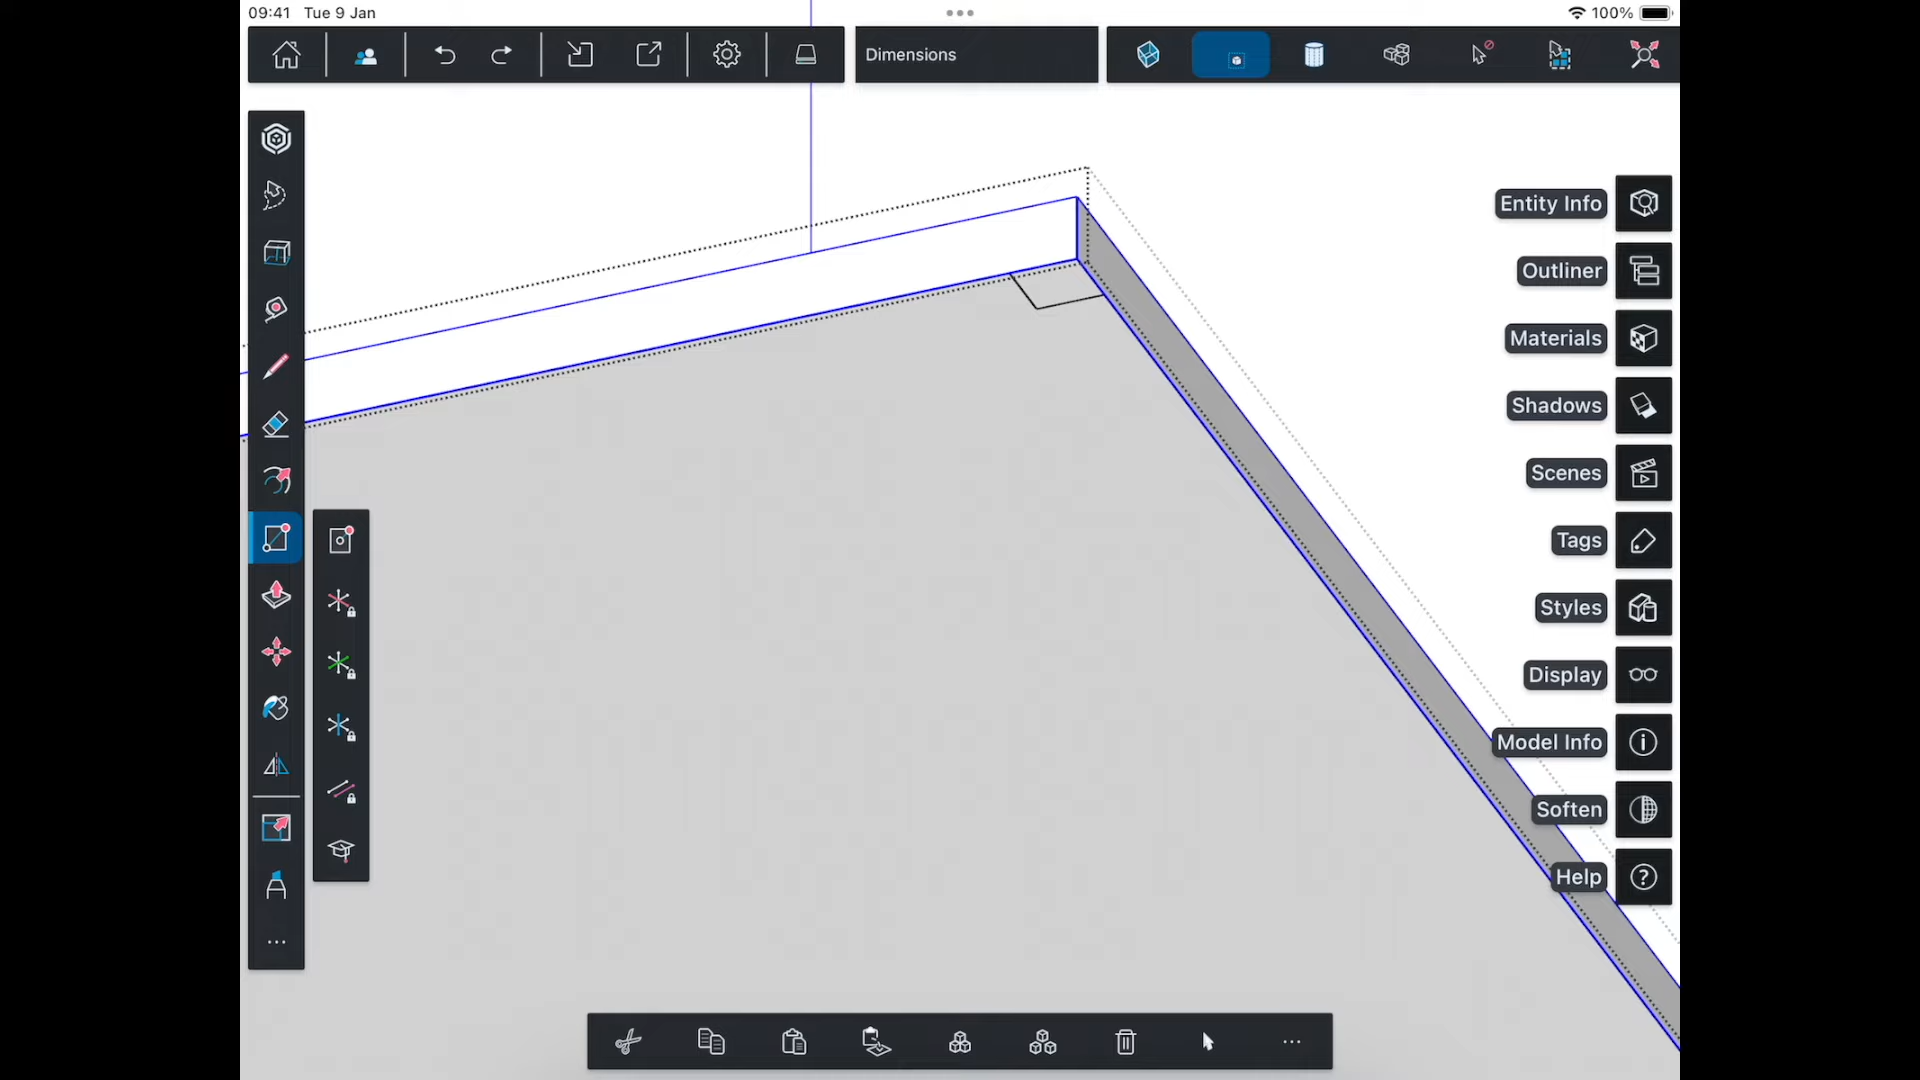 09:41 Tue 9 Jan
100%
Dimensions
Entity Info
Outliner
Materials
Shadows
Scenes
Tags
Styles
Display
Model Info
Soften
Help